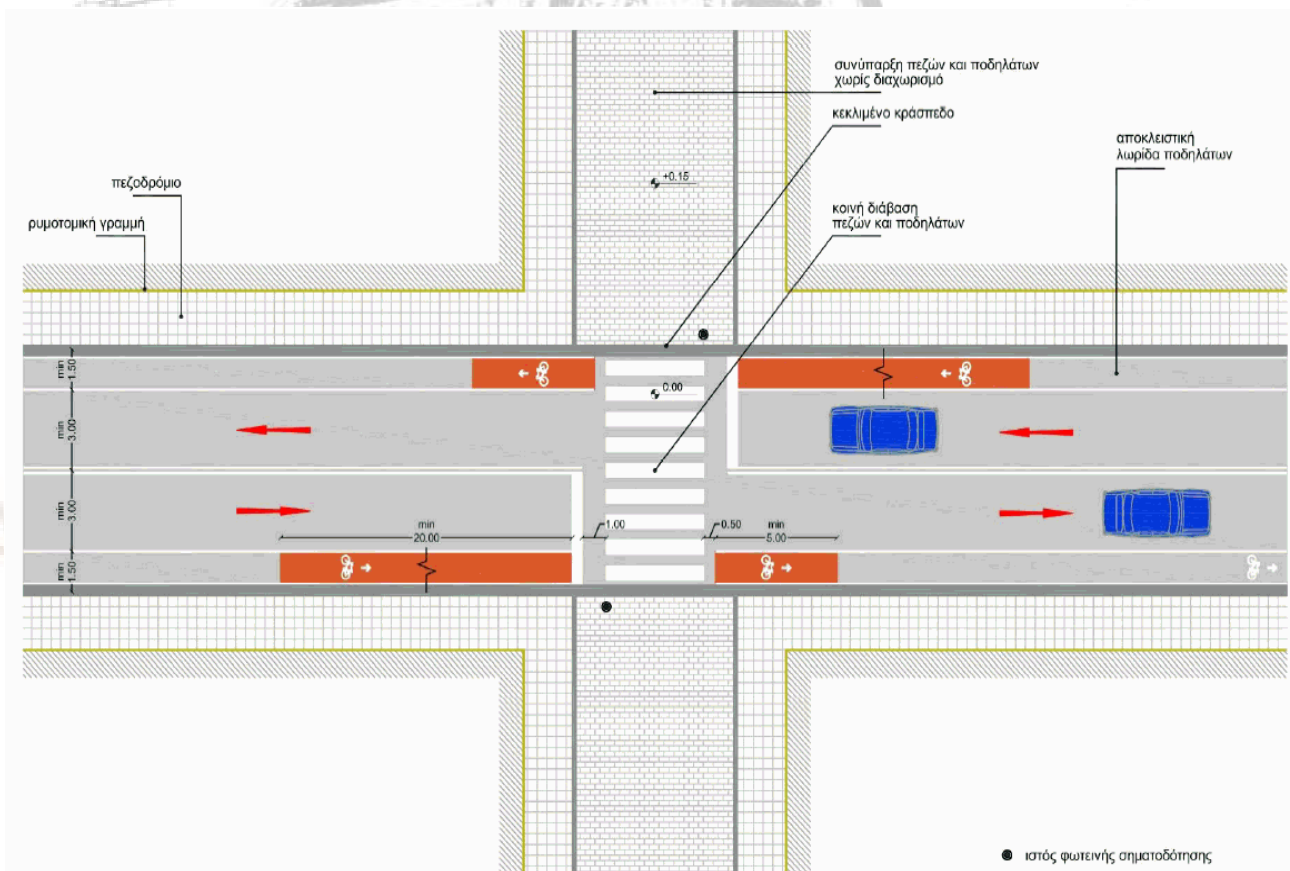 συνύπαρξη πεζών και ποδηλάτων
χωρίς διαχωρισμό
κεκλιμένο κράσπεδο
αποκλειστική
λωρίδα ποδηλάτων
πεζοδρόμιο
+0.15
κοινή διάβαση
πεζών και ποδηλάτων
ρυμοτομική γραμμή
min
1.50
0.00
min
3.00
min
3.00
min
20.00
1.00
0.50
min
5.00
min
1.50
ιστός φωτεινής σηματοδότησης